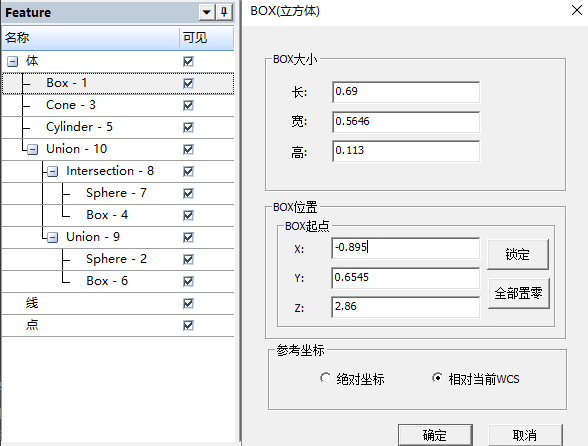 Feature
名称 可见
体
Box - 1
Cone - 3
Cylinder - 5
Union - 10
Intersection - 8
Sphere - 7
Box - 4
Union - 9
Sphere - 2
Box - 6
线
点
BOX(立方体)
BOX大小
长: 0.69
宽: 0.5646
高: 0.113
BOX位置
BOX起点
X: -0.895
锁定
Y: 0.6545
全部置零
Z: 2.86
参考坐标
绝对坐标 相对当前WCS
确定 取消